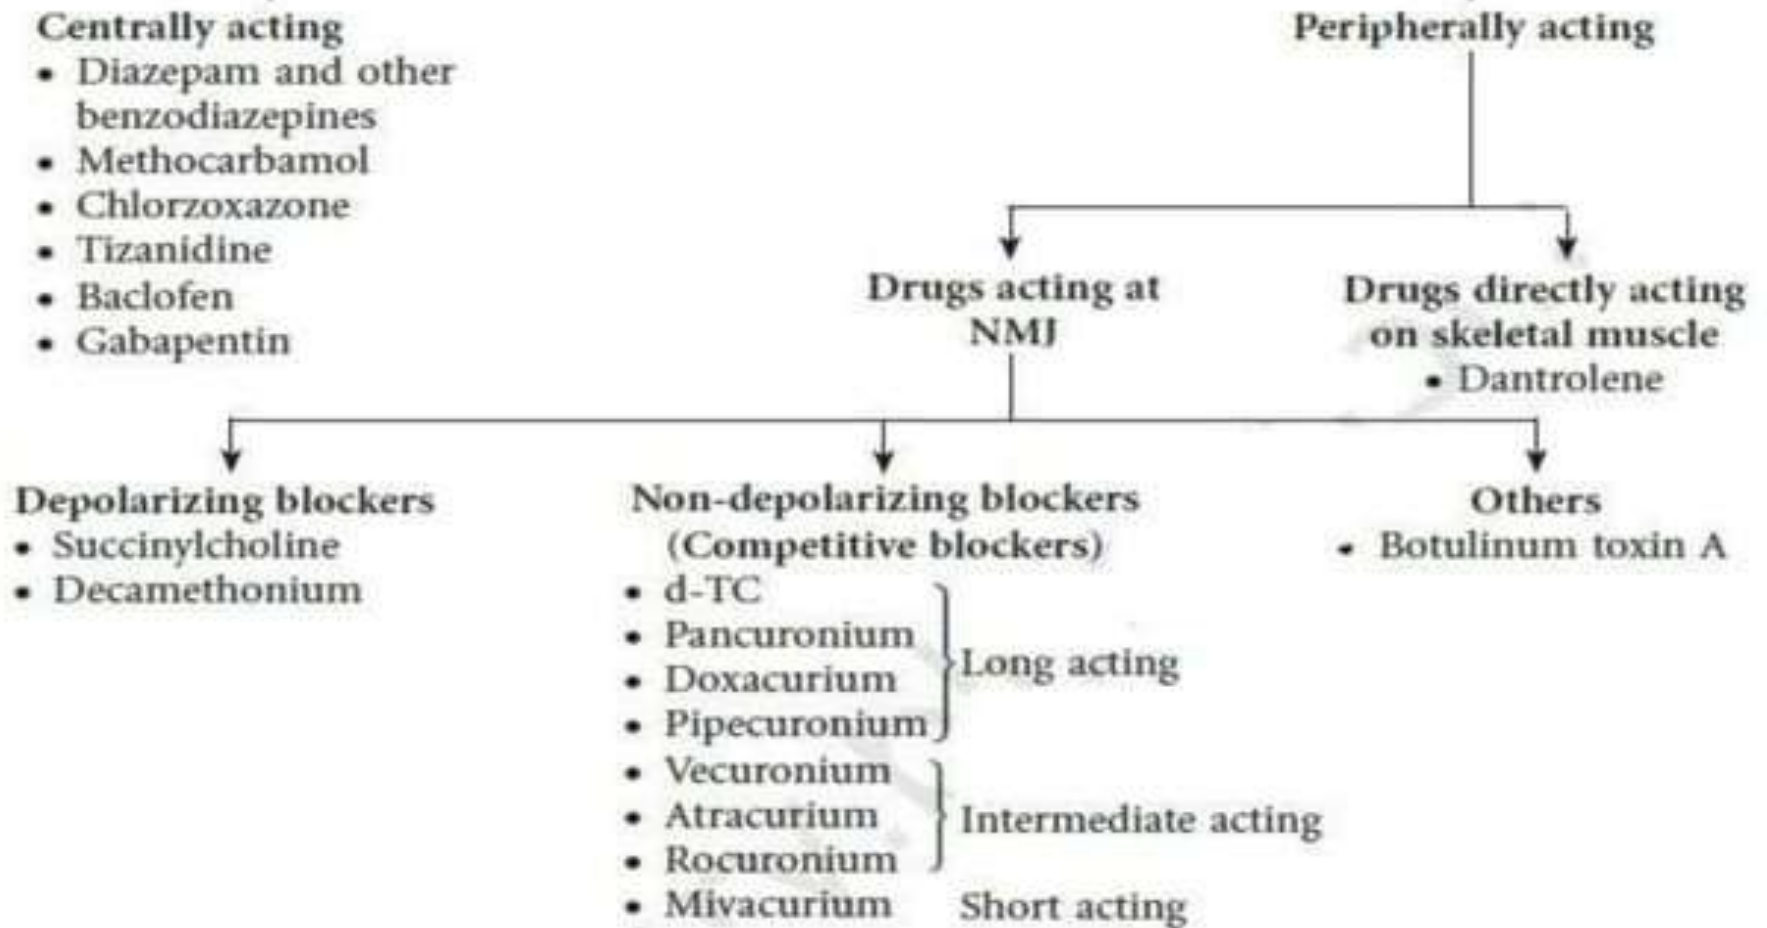 Centrally acting
• Diazepam and other
benzodiazepines
• Methocarbamol
• Chlorzoxazone
• Tizanidine
• Baclofen
• Gabapentin
Peripherally acting
Drugs acting at
NMJ
Drugs directly acting
on skeletal muscle
• Dantrolene
Depolarizing blockers
• Succinylcholine
• Decamethonium
Non-depolarizing blockers
(Competitive blockers)
• d-TC
• Pancuronium
• Doxacurium
• Pipecuronium
Long acting
• Vecuronium
• Atracurium
• Rocuronium
Intermediate acting
• Mivacurium Short acting
Others
• Botulinum toxin A